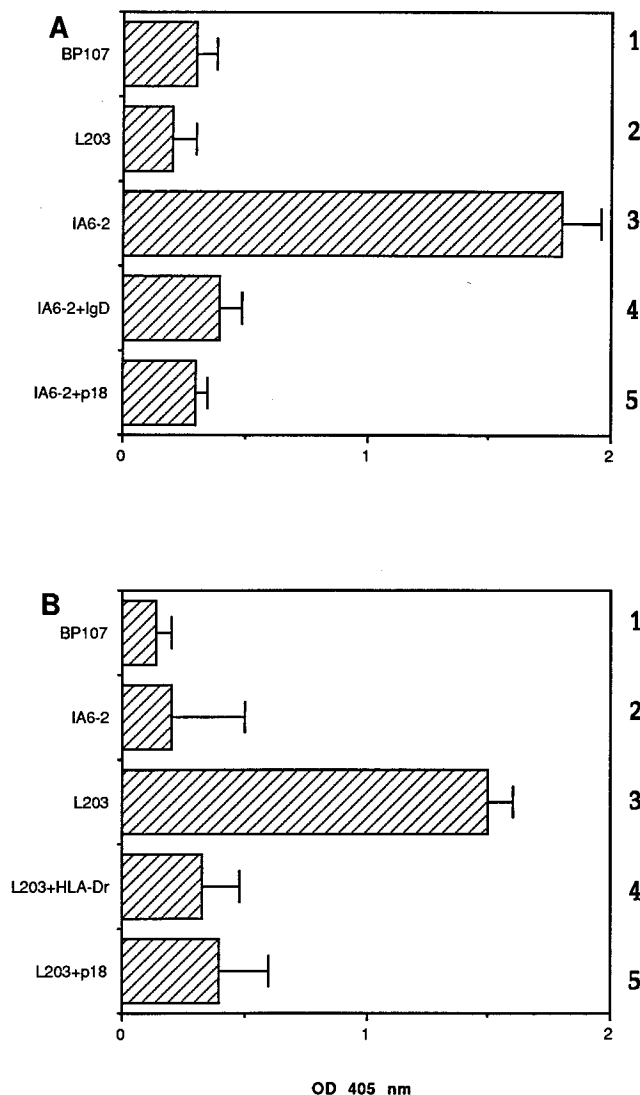 A
BP107 1
L203 2
IA6-2 3
IA6-2+IgD 4
IA6-2+p18 5
0 1 2
B
BP107 1
IA6-2 2
L203 3
L203+HLA-Dr 4
L203+p18 5
0 1 2
OD 405 nm